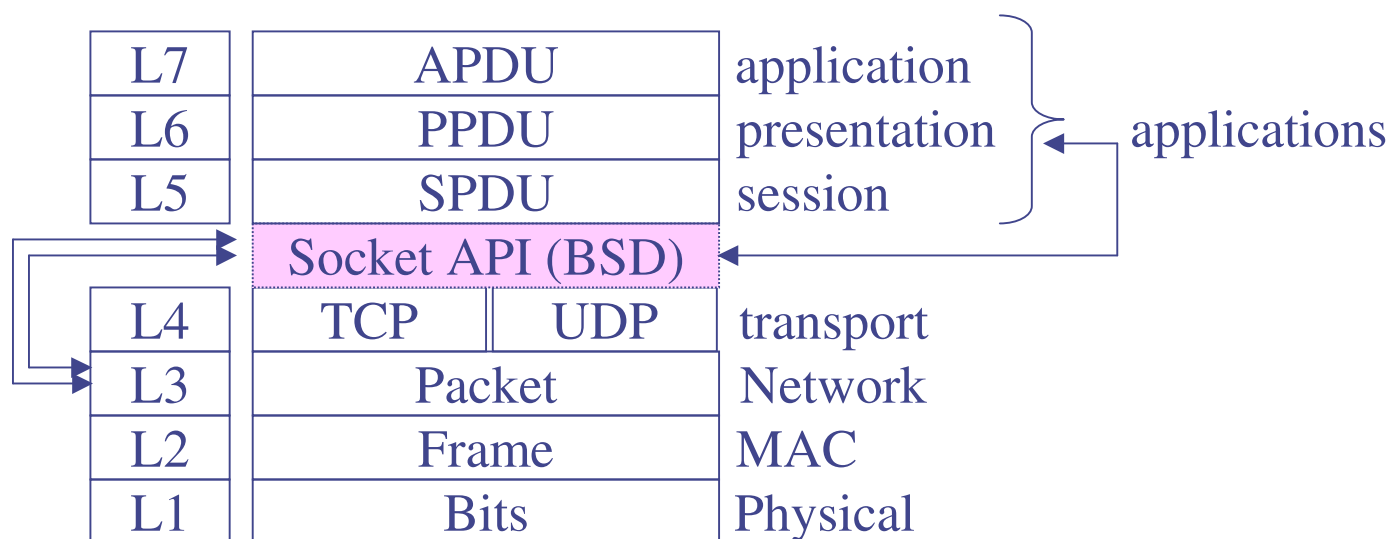 L7 APDU application
L6 PPDU presentation applications
L5 SPDU session
Socket API (BSD)
L4 TCP UDP transport
L3 Packet Network
L2 Frame MAC
L1 Bits Physical